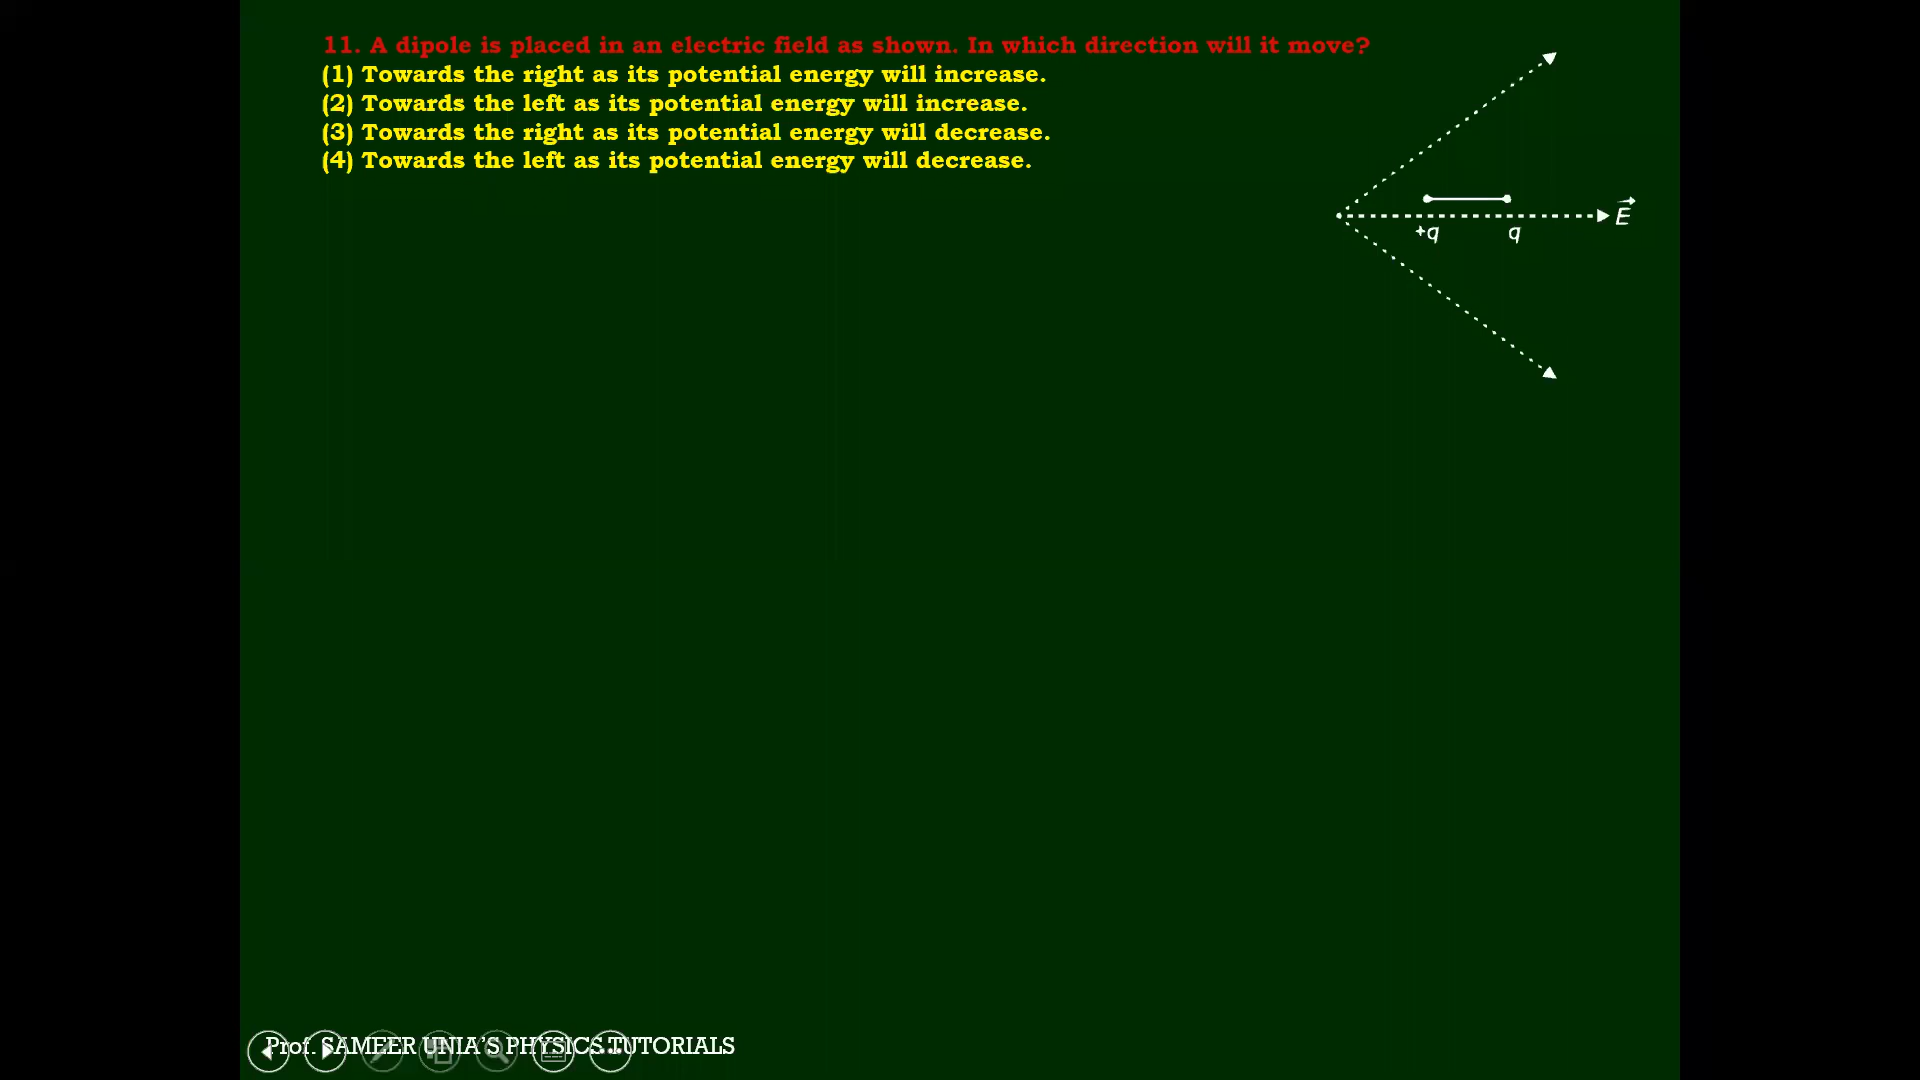 11. A dipole is placed in an electric field as shown. In which direction will it move?
(1) Towards the right as its potential energy will increase.
(2) Towards the left as its potential energy will increase.
(3) Towards the right as its potential energy will decrease.
(4) Towards the left as its potential energy will decrease.
E
+q q
Prof. SAMEER UNIA'S PHYSICS TUTORIALS